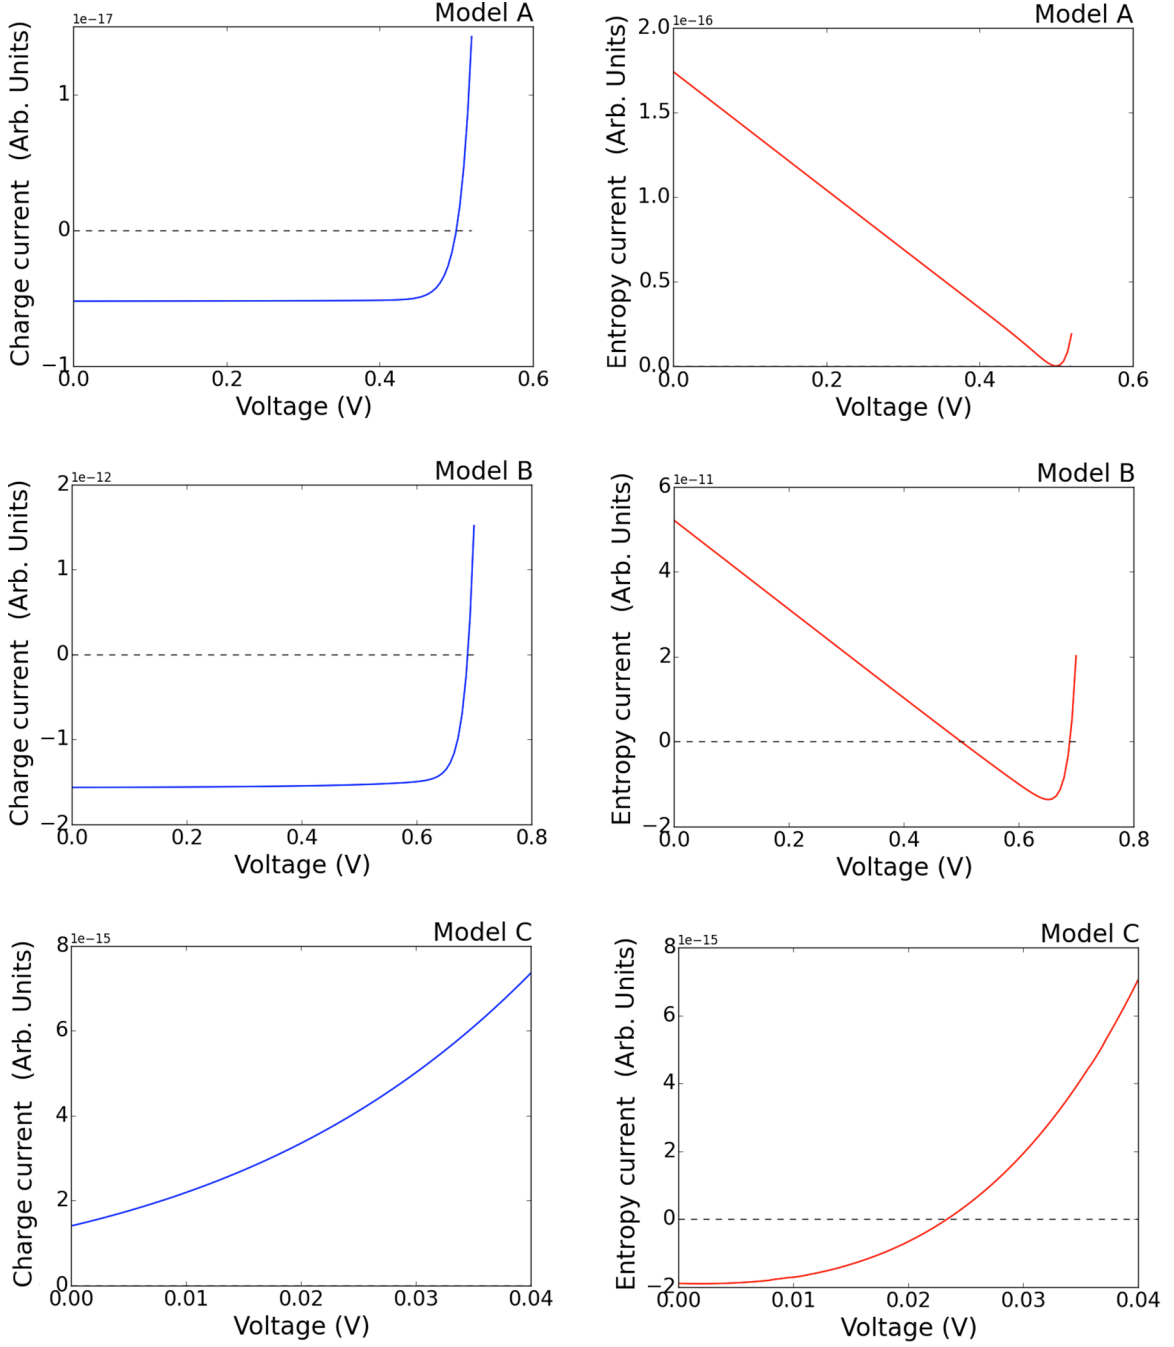 Model A
1e−17
Charge current (Arb. Units)
1
0
−1
0.0 0.2 0.4 0.6
Voltage (V)
Model A
1e−16
Entropy current (Arb. Units)
2.0
1.5
1.0
0.5
0.0
0.0 0.2 0.4 0.6
Voltage (V)
Model B
1e−12
Charge current (Arb. Units)
2
1
0
−1
−2
0.0 0.2 0.4 0.6 0.8
Voltage (V)
Model B
1e−11
Entropy current (Arb. Units)
6
4
2
0
−2
0.0 0.2 0.4 0.6 0.8
Voltage (V)
Model C
1e−15
Charge current (Arb. Units)
8
6
4
2
0
0.00 0.01 0.02 0.03 0.04
Voltage (V)
Model C
1e−15
Entropy current (Arb. Units)
8
6
4
2
0
−2
0.00 0.01 0.02 0.03 0.04
Voltage (V)